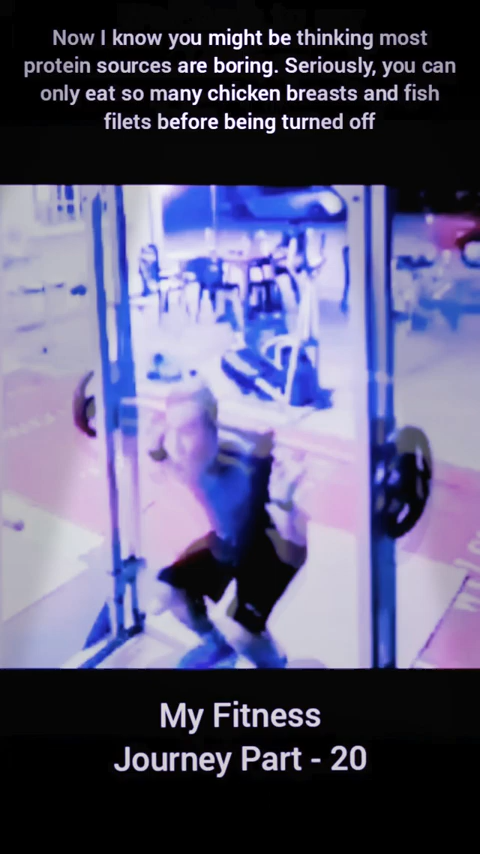 Now I know you might be thinking most
protein sources are boring. Seriously, you can
only eat so many chicken breasts and fish
filets before being turned off
My Fitness
Journey Part - 20